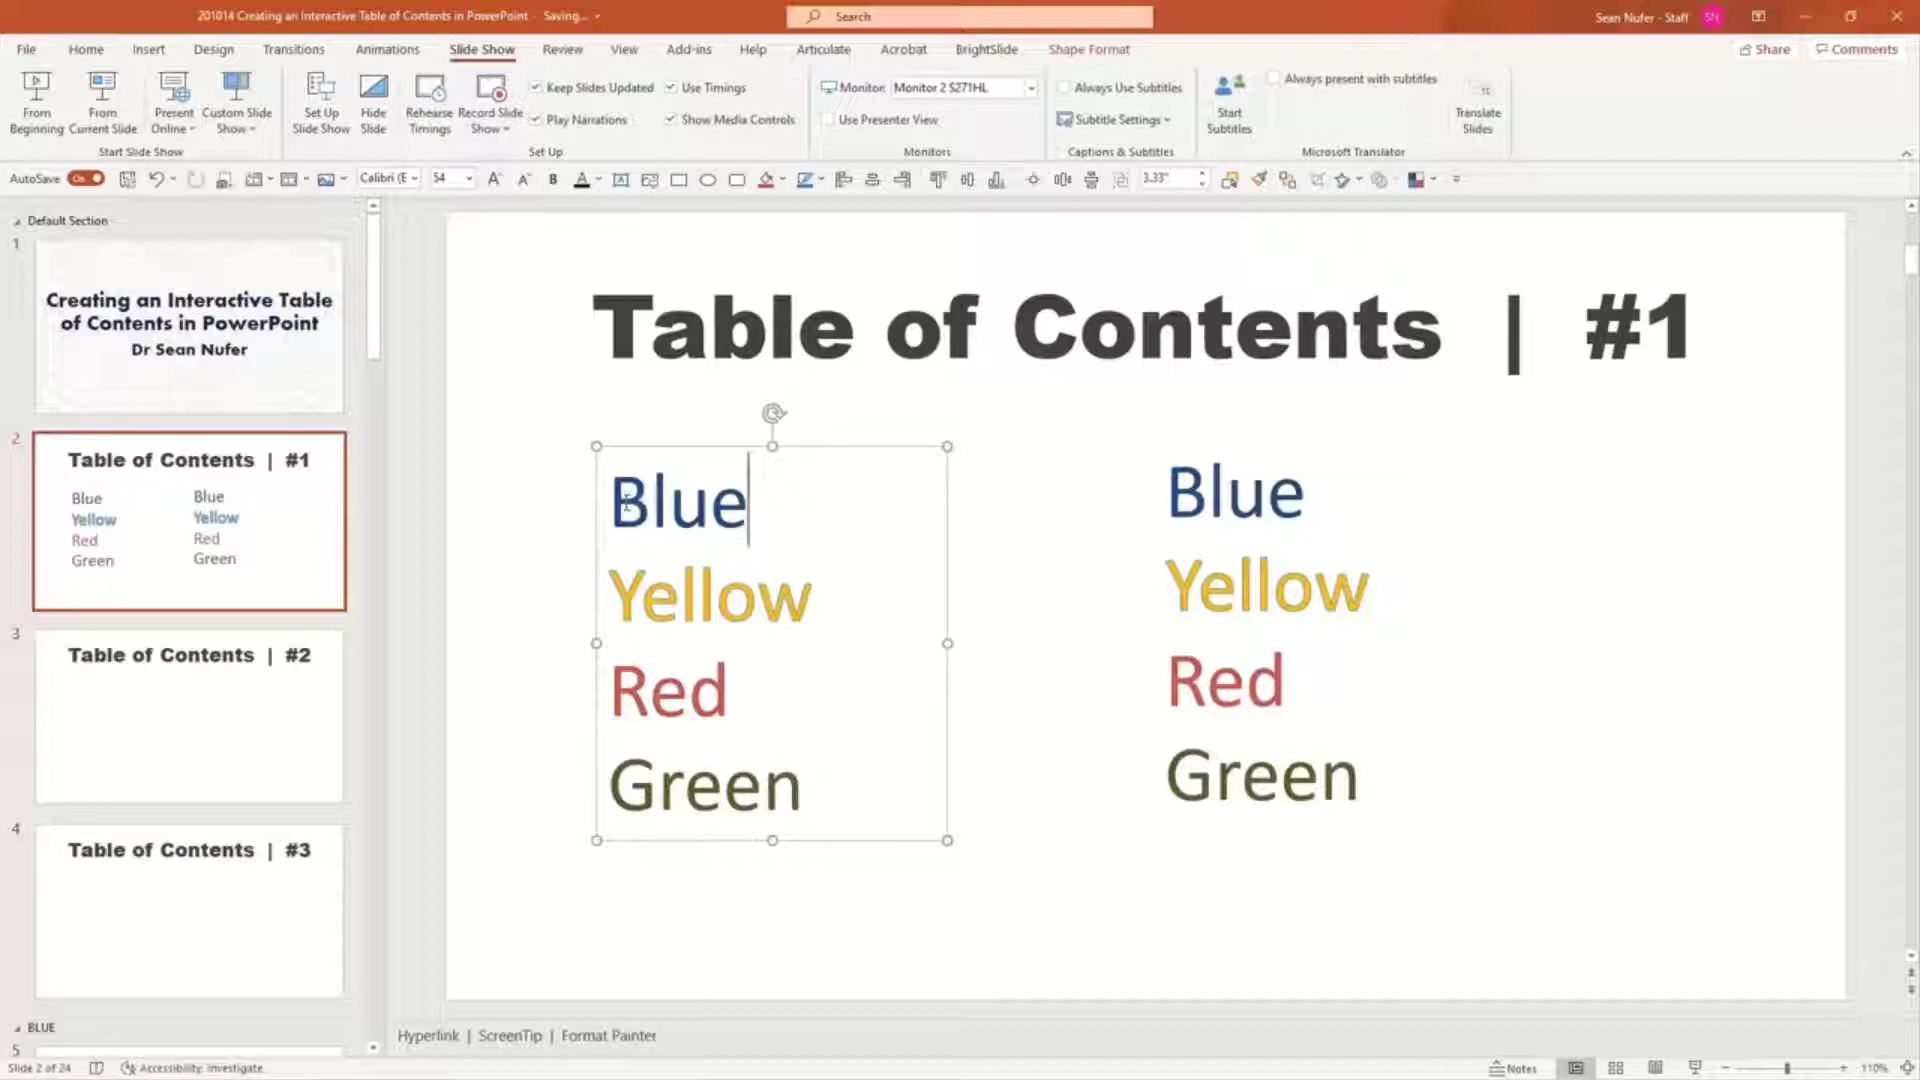 201014 Creating an Interactive Table of Contents in PowerPoint - Saving...
Search
Sean Nufer - Staff
SN
File Home Insert Design Transitions Animations Slide Show Review View Add-ins Help Articulate Acrobat BrightSlide Shape Format
Share Comments
From Beginning
From Current Slide
Present Online
Custom Slide Show
Start Slide Show
Set Up Slide Show
Hide Slide
Rehearse Timings
Record Slide Show
Keep Slides Updated
Use Timings
Play Narrations
Show Media Controls
Set Up
Monitor: Monitor 2 S271HL
Use Presenter View
Monitors
Always Use Subtitles
Subtitle Settings
Captions & Subtitles
Start Subtitles
Always present with subtitles
Translate Slides
Microsoft Translator
AutoSave On
Calibri (E
54
A A B A
3.33"
Default Section
1
Creating an Interactive Table
of Contents in PowerPoint
Dr Sean Nufer
2
Table of Contents | #1
Blue Blue
Yellow Yellow
Red Red
Green Green
3
Table of Contents | #2
4
Table of Contents | #3
BLUE
5
Table of Contents | #1
Blue Blue
Yellow Yellow
Red Red
Green Green
Hyperlink | ScreenTip | Format Painter
Slide 2 of 24
Accessibility: Investigate
Notes
110%